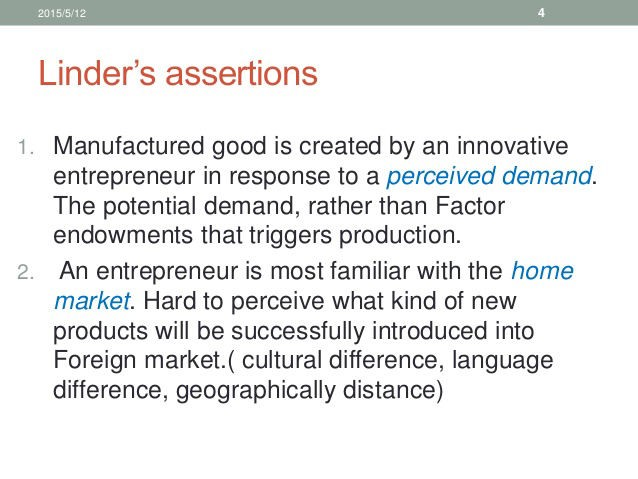 2015/5/12 4
Linder's assertions
1. Manufactured good is created by an innovative
entrepreneur in response to a perceived demand.
The potential demand, rather than Factor
endowments that triggers production.
2. An entrepreneur is most familiar with the home
market. Hard to perceive what kind of new
products will be successfully introduced into
Foreign market.( cultural difference, language
difference, geographically distance)